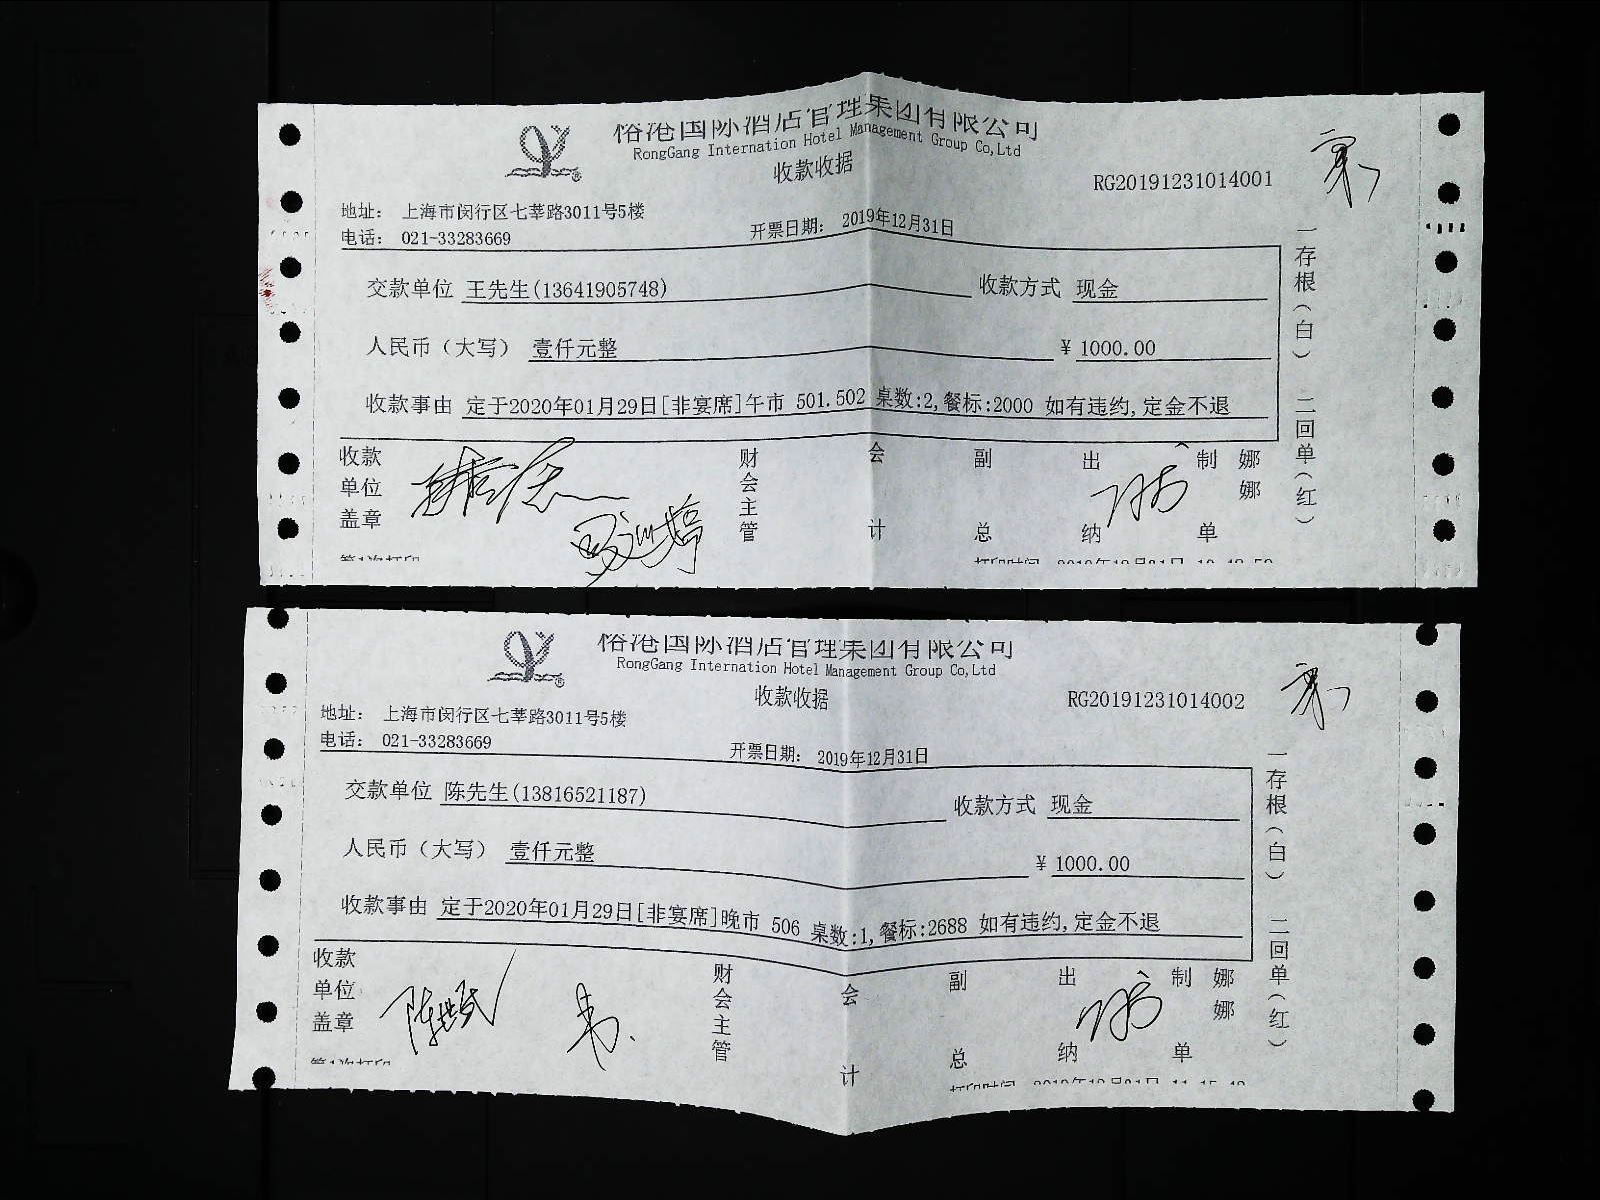 榕港国际酒店管理集团有限公司
RongGang Internation Hotel Management Group Co,Ltd
收款收据
RG20191231014001
地址： 上海市闵行区七莘路3011号5楼
电话： 021-33283669
开票日期： 2019年12月31日
交款单位 王先生(13641905748) 收款方式 现金
人民币（大写） 壹仟元整 ￥ 1000.00
收款事由 定于2020年01月29日[非宴席]午市 501.502 桌数:2,餐标:2000 如有违约,定金不退
收款单位盖章 财会主管 会计 副总 出纳 制单 娜娜
一存根（白） 二回单（红）
第1次打印
榕港国际酒店管理集团有限公司
RongGang Internation Hotel Management Group Co,Ltd
收款收据
RG20191231014002
地址： 上海市闵行区七莘路3011号5楼
电话： 021-33283669
开票日期： 2019年12月31日
交款单位 陈先生(13816521187) 收款方式 现金
人民币（大写） 壹仟元整 ￥ 1000.00
收款事由 定于2020年01月29日[非宴席]晚市 506 桌数:1,餐标:2688 如有违约,定金不退
收款单位盖章 财会主管 会计 副总 出纳 制单 娜娜
一存根（白） 二回单（红）
第1次打印